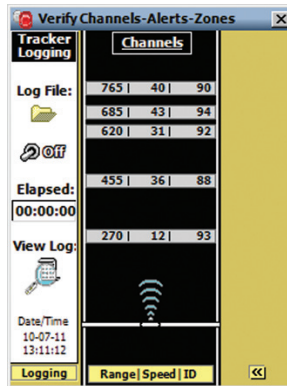 Verify Channels-Alerts-Zones
Tracker
Logging
Log File:
Off
Elapsed:
00:00:00
View Log:
Date/Time
10-07-11
13:11:12
Logging
Channels
765 | 40 | 90
685 | 43 | 94
620 | 31 | 92
455 | 36 | 88
270 | 12 | 93
Range | Speed | ID